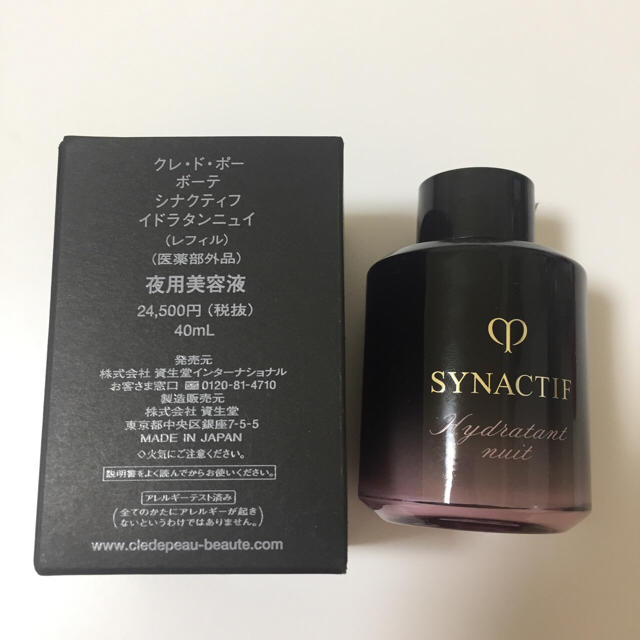 クレ・ド・ポー
ボーテ
シナクティフ
イドラタンニュイ
（レフィル）
（医薬部外品）
夜用美容液
24,500円（税抜）
40mL
発売元
株式会社 資生堂インターナショナル
お客さま窓口 0120-81-4710
製造販売元
株式会社 資生堂
東京都中央区銀座7-5-5
MADE IN JAPAN
◇火気にご注意ください。
説明書をよく読んでからお使いください。
アレルギーテスト済み
（全てのかたにアレルギーが起き
ないというわけではありません。）
www.cledepeau-beaute.com
SYNACTIF
Hydratant
nuit